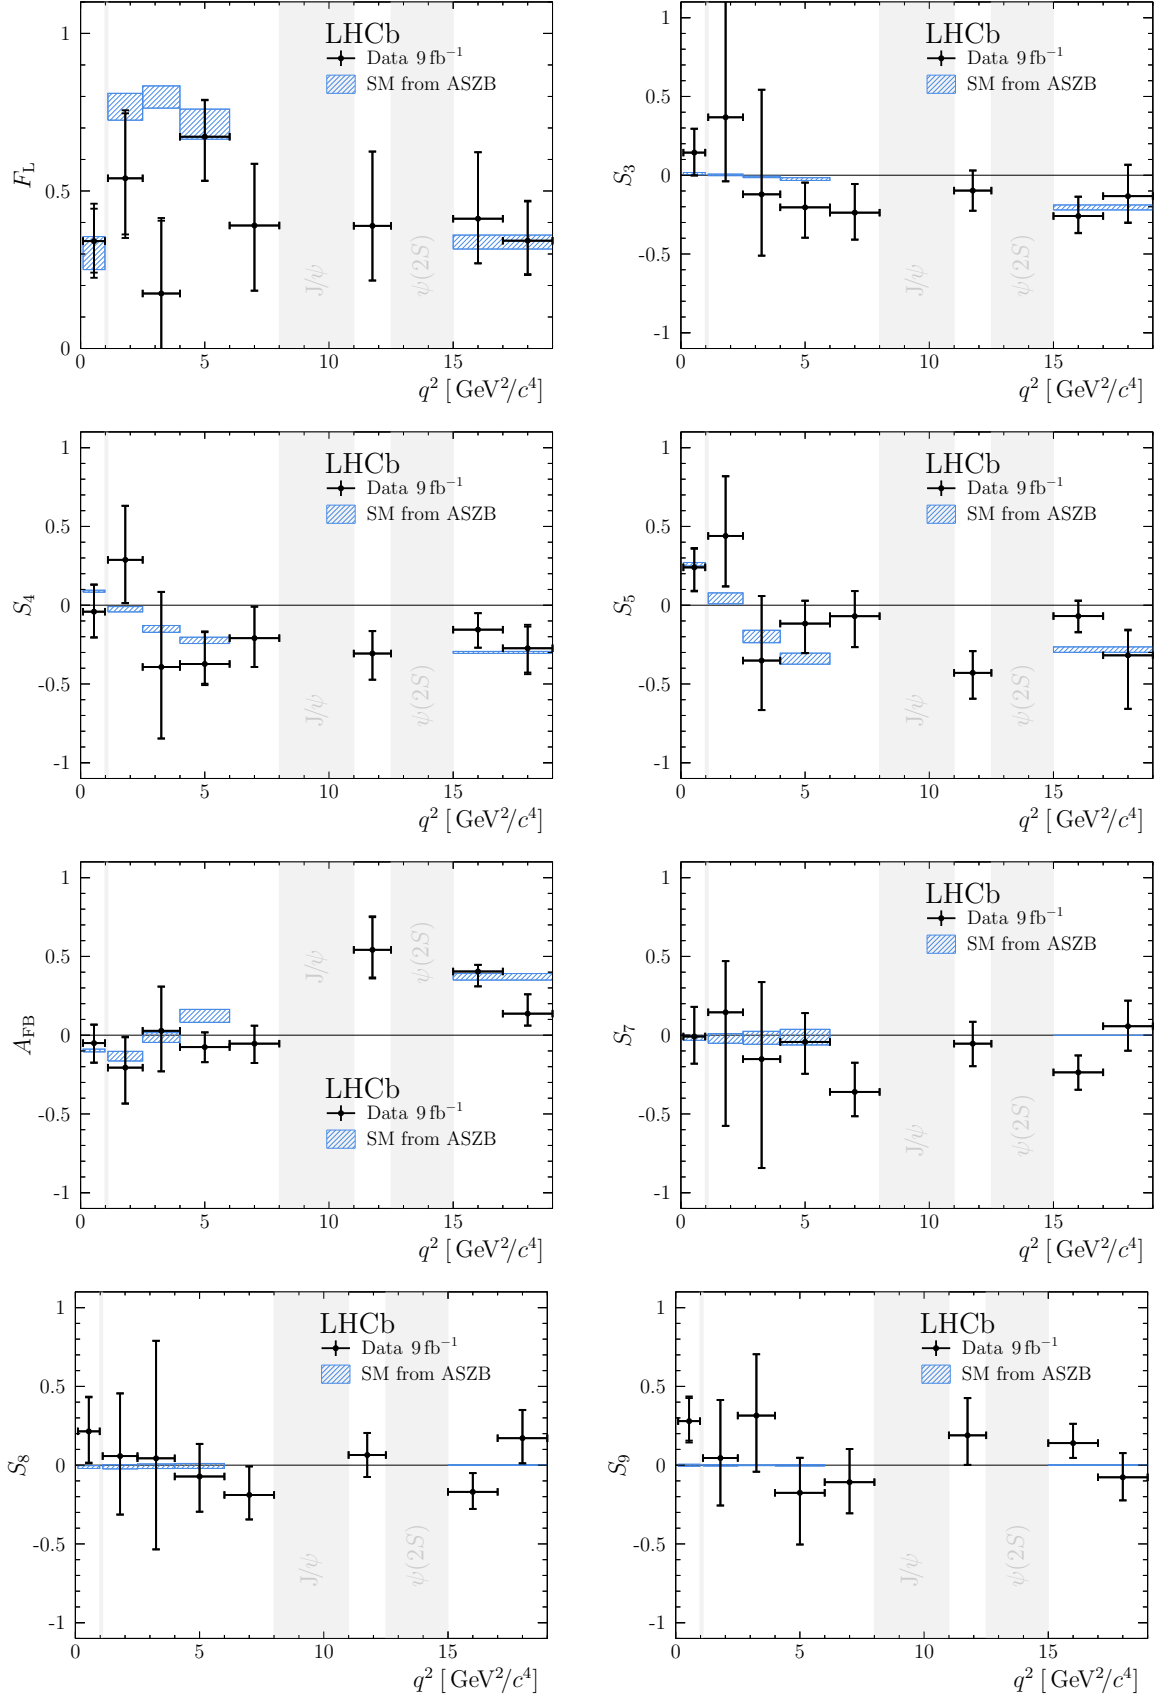 LHCb
Data 9 fb⁻¹
SM from ASZB
J/ψ
ψ(2S)
F_L
1
0.5
0
0 5 10 15
q² [GeV²/c⁴]
LHCb
Data 9 fb⁻¹
SM from ASZB
J/ψ
ψ(2S)
S₃
1
0.5
0
-0.5
-1
0 5 10 15
q² [GeV²/c⁴]
LHCb
Data 9 fb⁻¹
SM from ASZB
J/ψ
ψ(2S)
S₄
1
0.5
0
-0.5
-1
0 5 10 15
q² [GeV²/c⁴]
LHCb
Data 9 fb⁻¹
SM from ASZB
J/ψ
ψ(2S)
S₅
1
0.5
0
-0.5
-1
0 5 10 15
q² [GeV²/c⁴]
J/ψ
ψ(2S)
LHCb
Data 9 fb⁻¹
SM from ASZB
A_FB
1
0.5
0
-0.5
-1
0 5 10 15
q² [GeV²/c⁴]
LHCb
Data 9 fb⁻¹
SM from ASZB
J/ψ
ψ(2S)
S₇
1
0.5
0
-0.5
-1
0 5 10 15
q² [GeV²/c⁴]
LHCb
Data 9 fb⁻¹
SM from ASZB
J/ψ
ψ(2S)
S₈
1
0.5
0
-0.5
-1
0 5 10 15
q² [GeV²/c⁴]
LHCb
Data 9 fb⁻¹
SM from ASZB
J/ψ
ψ(2S)
S₉
1
0.5
0
-0.5
-1
0 5 10 15
q² [GeV²/c⁴]